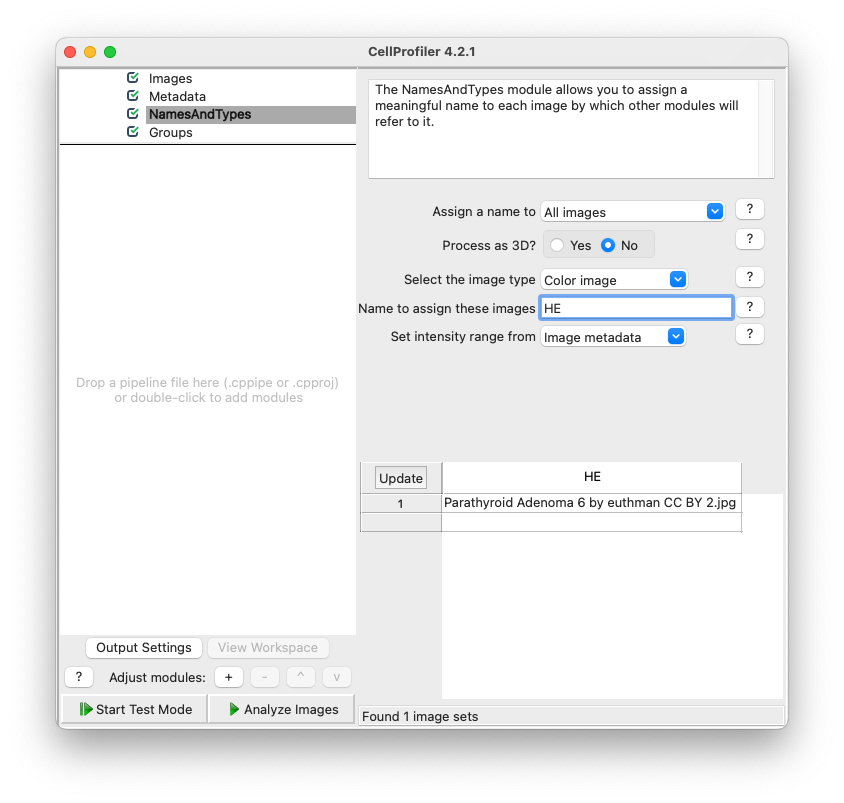 CellProfiler 4.2.1
Images
Metadata
NamesAndTypes
Groups
The NamesAndTypes module allows you to assign a
meaningful name to each image by which other modules will
refer to it.
Assign a name to All images ?
Process as 3D? Yes No ?
Select the image type Color image ?
Name to assign these images HE ?
Set intensity range from Image metadata ?
Drop a pipeline file here (.cppipe or .cpproj)
or double-click to add modules
Update HE
1 Parathyroid Adenoma 6 by euthman CC BY 2.jpg
Output Settings View Workspace
? Adjust modules: + - ^ v
Start Test Mode Analyze Images
Found 1 image sets